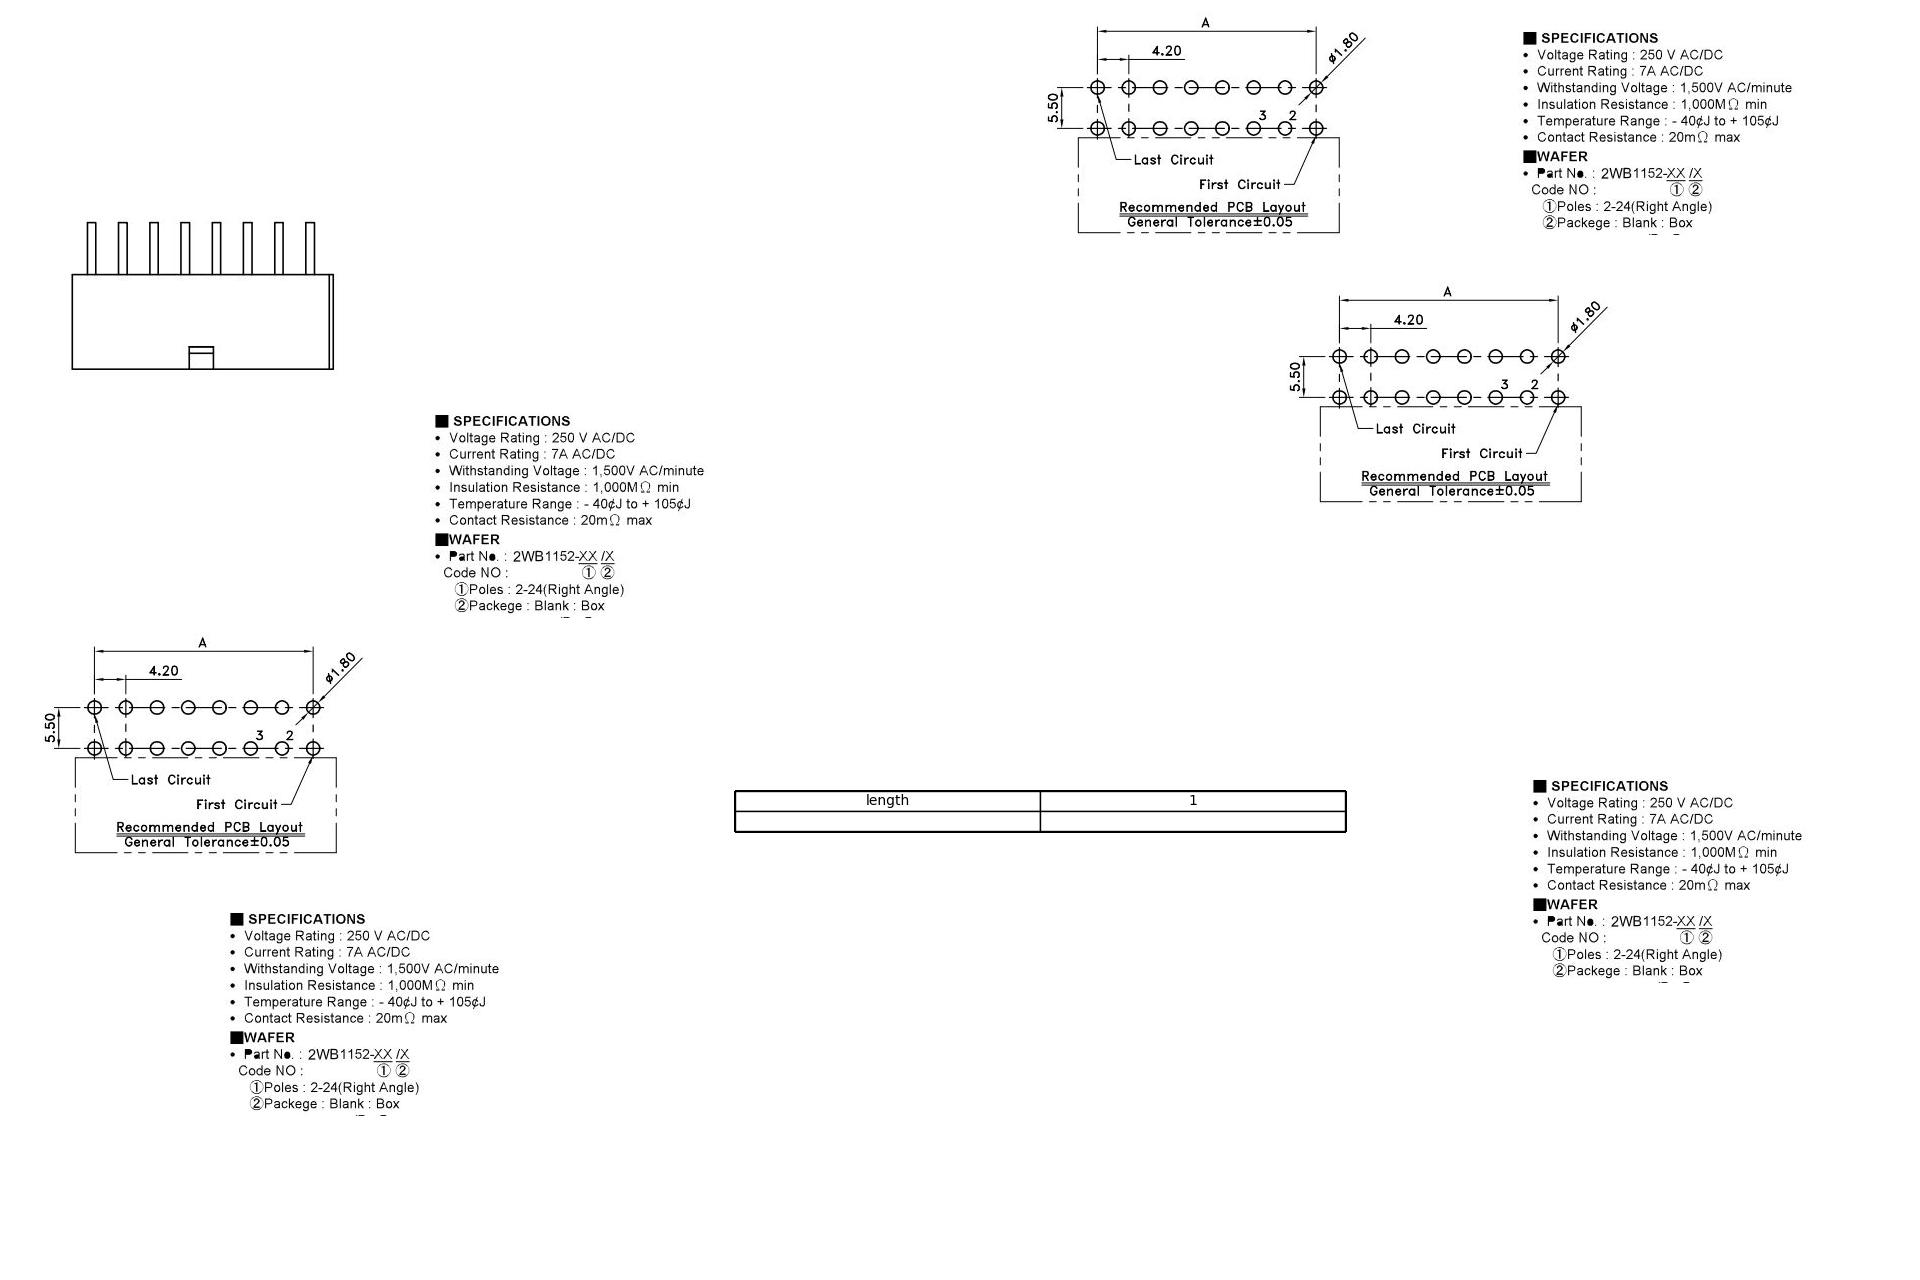 A
4.20
ø1.80
5.50
3 2
Last Circuit
First Circuit
Recommended PCB Layout
General Tolerance±0.05
■ SPECIFICATIONS
• Voltage Rating : 250 V AC/DC
• Current Rating : 7A AC/DC
• Withstanding Voltage : 1,500V AC/minute
• Insulation Resistance : 1,000MΩ min
• Temperature Range : - 40¢J to + 105¢J
• Contact Resistance : 20mΩ max
■WAFER
• Part No. : 2WB1152-XX /X
Code NO : ① ②
①Poles : 2-24(Right Angle)
②Packege : Blank : Box
A
4.20
ø1.80
5.50
3 2
Last Circuit
First Circuit
Recommended PCB Layout
General Tolerance±0.05
■ SPECIFICATIONS
• Voltage Rating : 250 V AC/DC
• Current Rating : 7A AC/DC
• Withstanding Voltage : 1,500V AC/minute
• Insulation Resistance : 1,000MΩ min
• Temperature Range : - 40¢J to + 105¢J
• Contact Resistance : 20mΩ max
■WAFER
• Part No. : 2WB1152-XX /X
Code NO : ① ②
①Poles : 2-24(Right Angle)
②Packege : Blank : Box
A
4.20
ø1.80
5.50
3 2
Last Circuit
First Circuit
Recommended PCB Layout
General Tolerance±0.05
length 1
■ SPECIFICATIONS
• Voltage Rating : 250 V AC/DC
• Current Rating : 7A AC/DC
• Withstanding Voltage : 1,500V AC/minute
• Insulation Resistance : 1,000MΩ min
• Temperature Range : - 40¢J to + 105¢J
• Contact Resistance : 20mΩ max
■WAFER
• Part No. : 2WB1152-XX /X
Code NO : ① ②
①Poles : 2-24(Right Angle)
②Packege : Blank : Box
■ SPECIFICATIONS
• Voltage Rating : 250 V AC/DC
• Current Rating : 7A AC/DC
• Withstanding Voltage : 1,500V AC/minute
• Insulation Resistance : 1,000MΩ min
• Temperature Range : - 40¢J to + 105¢J
• Contact Resistance : 20mΩ max
■WAFER
• Part No. : 2WB1152-XX /X
Code NO : ① ②
①Poles : 2-24(Right Angle)
②Packege : Blank : Box